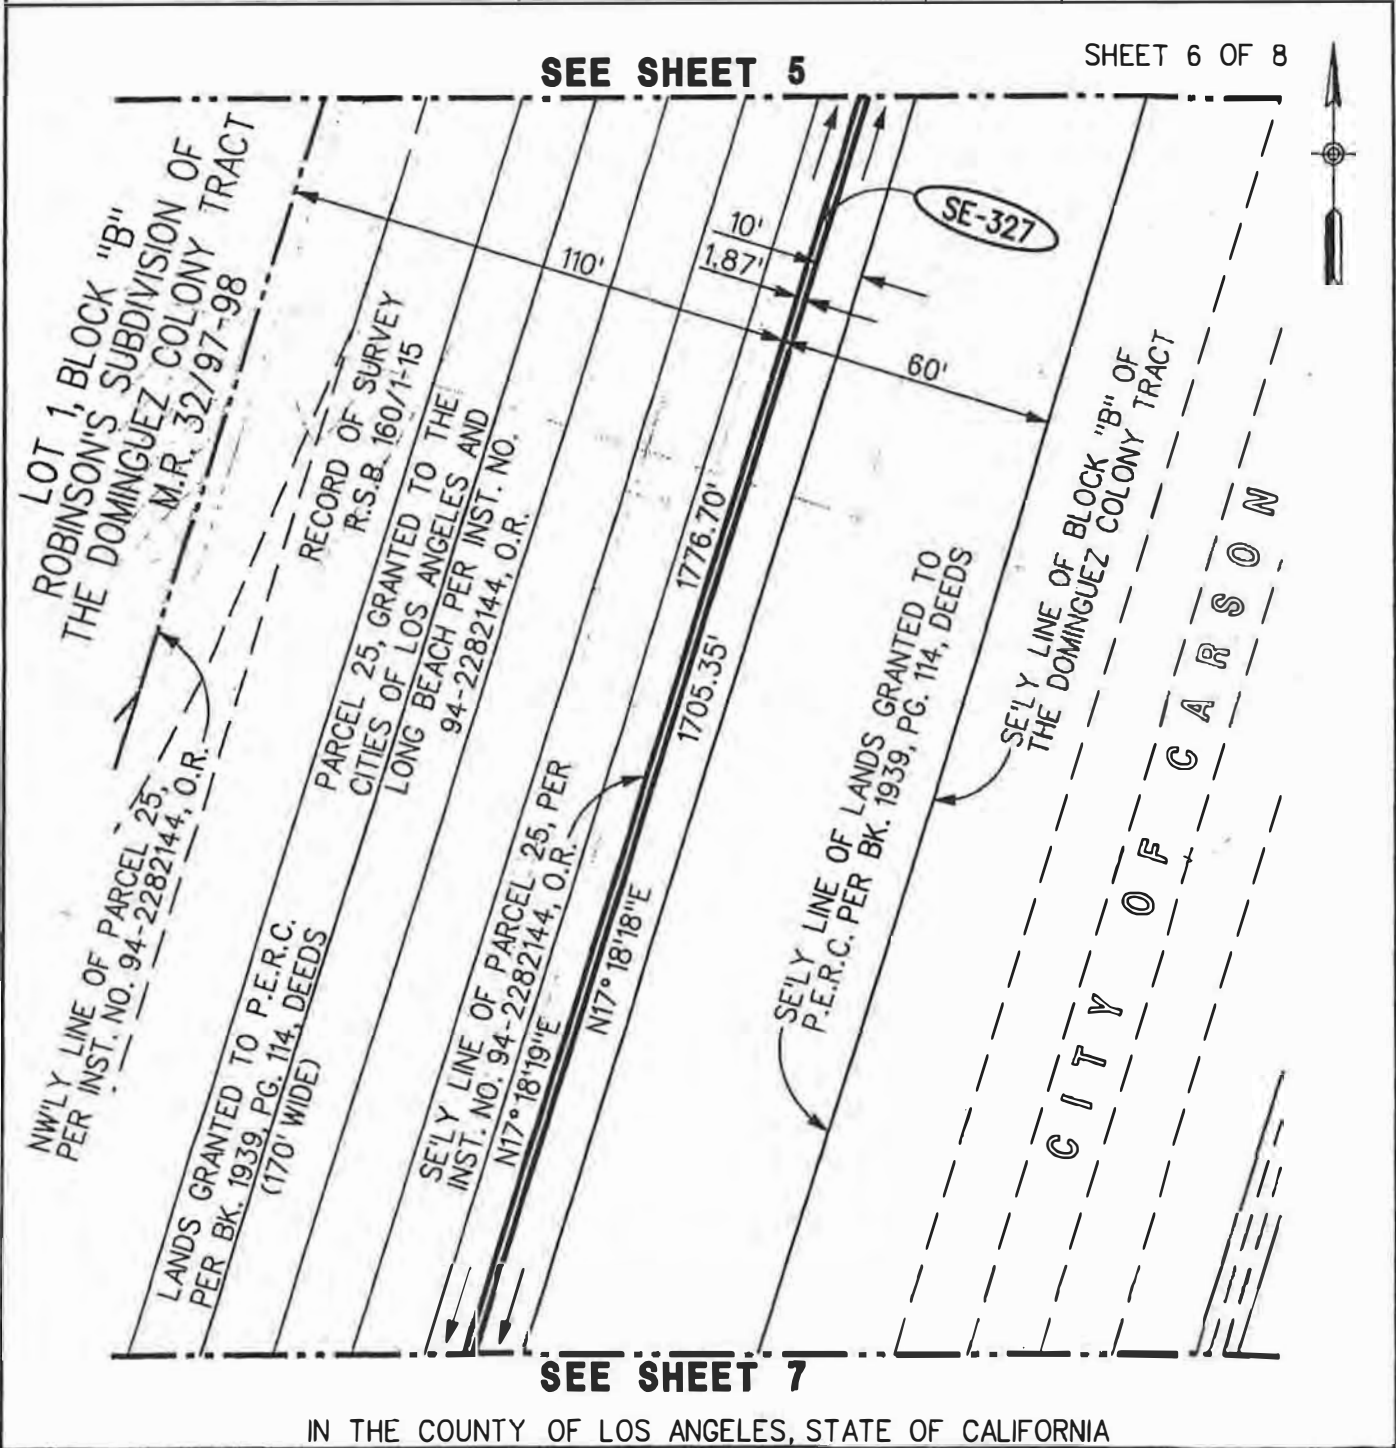 SHEET 6 OF 8
SEE SHEET 5
LOT 1, BLOCK "B"
ROBINSON'S SUBDIVISION OF
THE DOMINGUEZ COLONY TRACT
M.R. 32/97-98
SE-327
10'
1.87'
110'
60'
RECORD OF SURVEY
R.S.B. 160/1-15
PARCEL 25, GRANTED TO THE
CITIES OF LOS ANGELES AND
LONG BEACH PER INST. NO.
94-2282144, O.R.
1776.70'
1705.35'
SE'LY LINE OF BLOCK "B" OF
THE DOMINGUEZ COLONY TRACT
CITY OF CARSON
SE'LY LINE OF LANDS GRANTED TO
P.E.R.C. PER BK. 1939, PG. 114, DEEDS
NW'LY LINE OF PARCEL 25,
PER INST. NO. 94-2282144, O.R.
SE'LY LINE OF PARCEL 25, PER
INST. NO. 94-2282144, O.R.
N17°18'19"E
N17°18'18"E
LANDS GRANTED TO P.E.R.C.
PER BK. 1939, PG. 114, DEEDS
(170' WIDE)
SEE SHEET 7
IN THE COUNTY OF LOS ANGELES, STATE OF CALIFORNIA